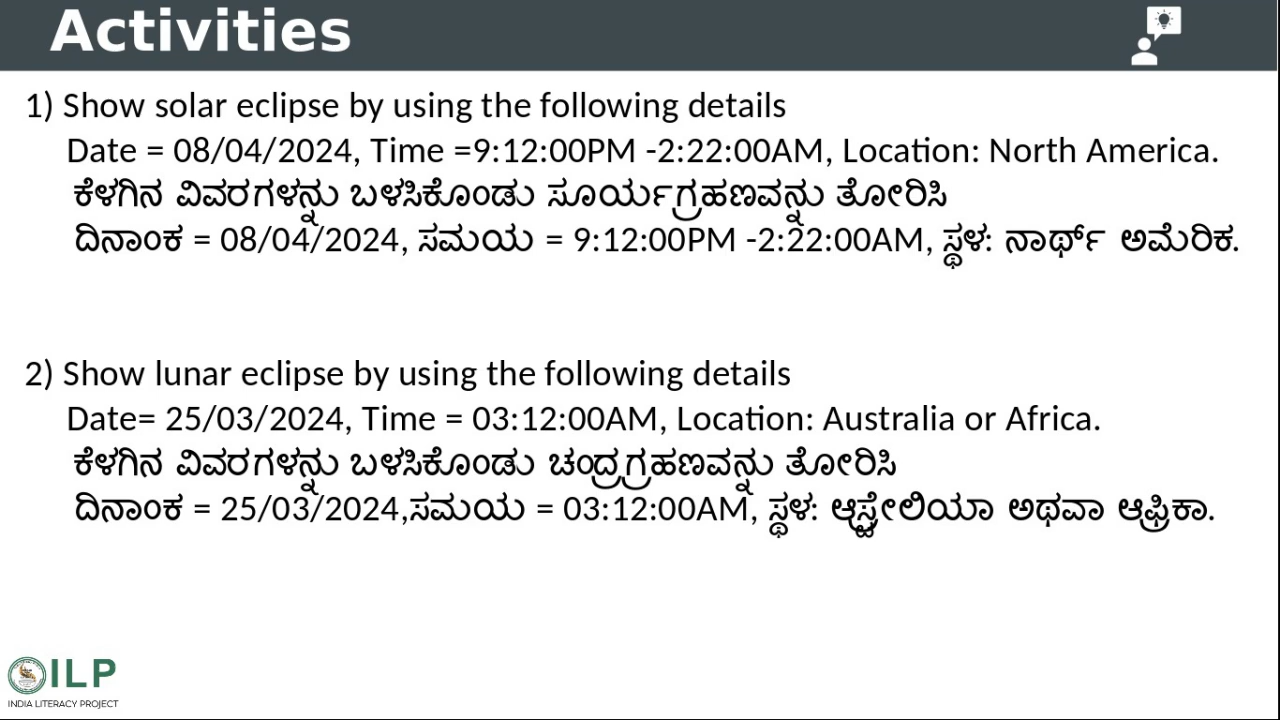 Activities
1) Show solar eclipse by using the following details
Date = 08/04/2024, Time =9:12:00PM -2:22:00AM, Location: North America.
ಕೆಳಗಿನ ವಿವರಗಳನ್ನು ಬಳಸಿಕೊಂಡು ಸೂರ್ಯಗ್ರಹಣವನ್ನು ತೋರಿಸಿ
ದಿನಾಂಕ = 08/04/2024, ಸಮಯ = 9:12:00PM -2:22:00AM, ಸ್ಥಳ: ನಾರ್ಥ್ ಅಮೆರಿಕ.
2) Show lunar eclipse by using the following details
Date= 25/03/2024, Time = 03:12:00AM, Location: Australia or Africa.
ಕೆಳಗಿನ ವಿವರಗಳನ್ನು ಬಳಸಿಕೊಂಡು ಚಂದ್ರಗ್ರಹಣವನ್ನು ತೋರಿಸಿ
ದಿನಾಂಕ = 25/03/2024,ಸಮಯ = 03:12:00AM, ಸ್ಥಳ: ಆಸ್ಟ್ರೇಲಿಯಾ ಅಥವಾ ಆಫ್ರಿಕಾ.
ILP
INDIA LITERACY PROJECT